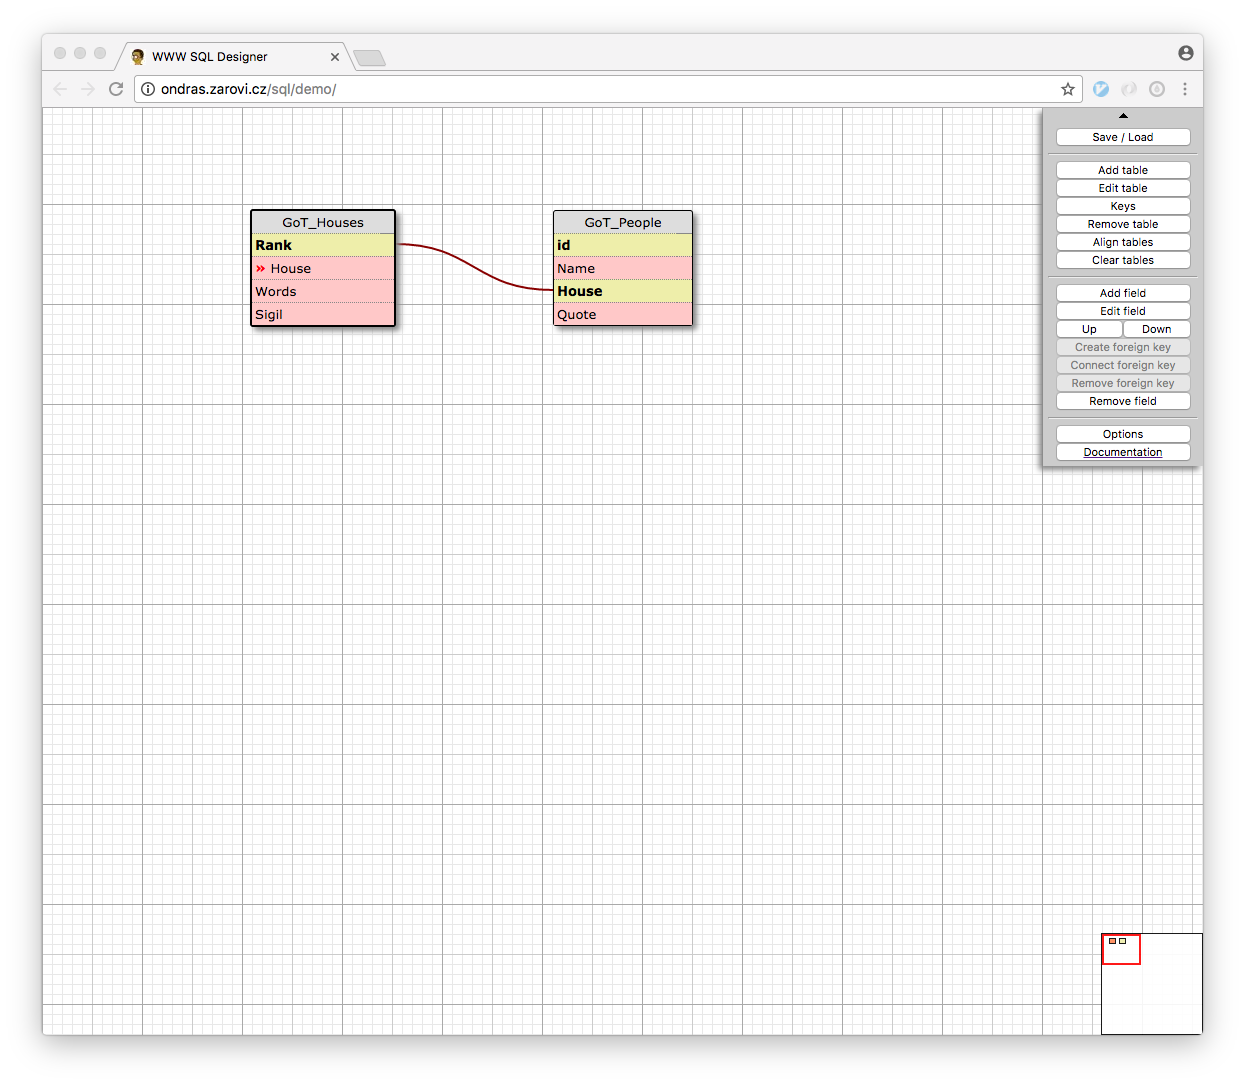 WWW SQL Designer
ondras.zarovi.cz/sql/demo/
Save / Load
Add table
Edit table
Keys
Remove table
Align tables
Clear tables
Add field
Edit field
Up Down
Create foreign key
Connect foreign key
Remove foreign key
Remove field
Options
Documentation
GoT_Houses
Rank
» House
Words
Sigil
GoT_People
id
Name
House
Quote